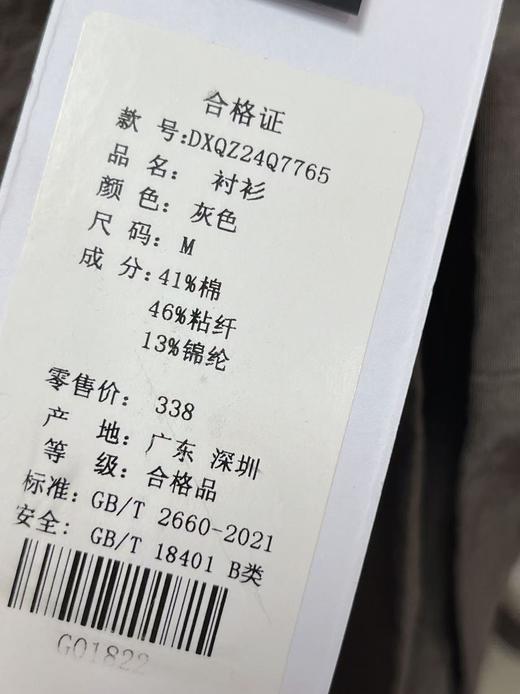 合格证
款 号:DXQZ24Q7765
品 名: 衬衫
颜 色: 灰色
尺 码: M
成 分: 41%棉
46%粘纤
13%锦纶
零售价: 338
产 地: 广东 深圳
等 级: 合格品
标准: GB/T 2660-2021
安全: GB/T 18401 B类
G01822